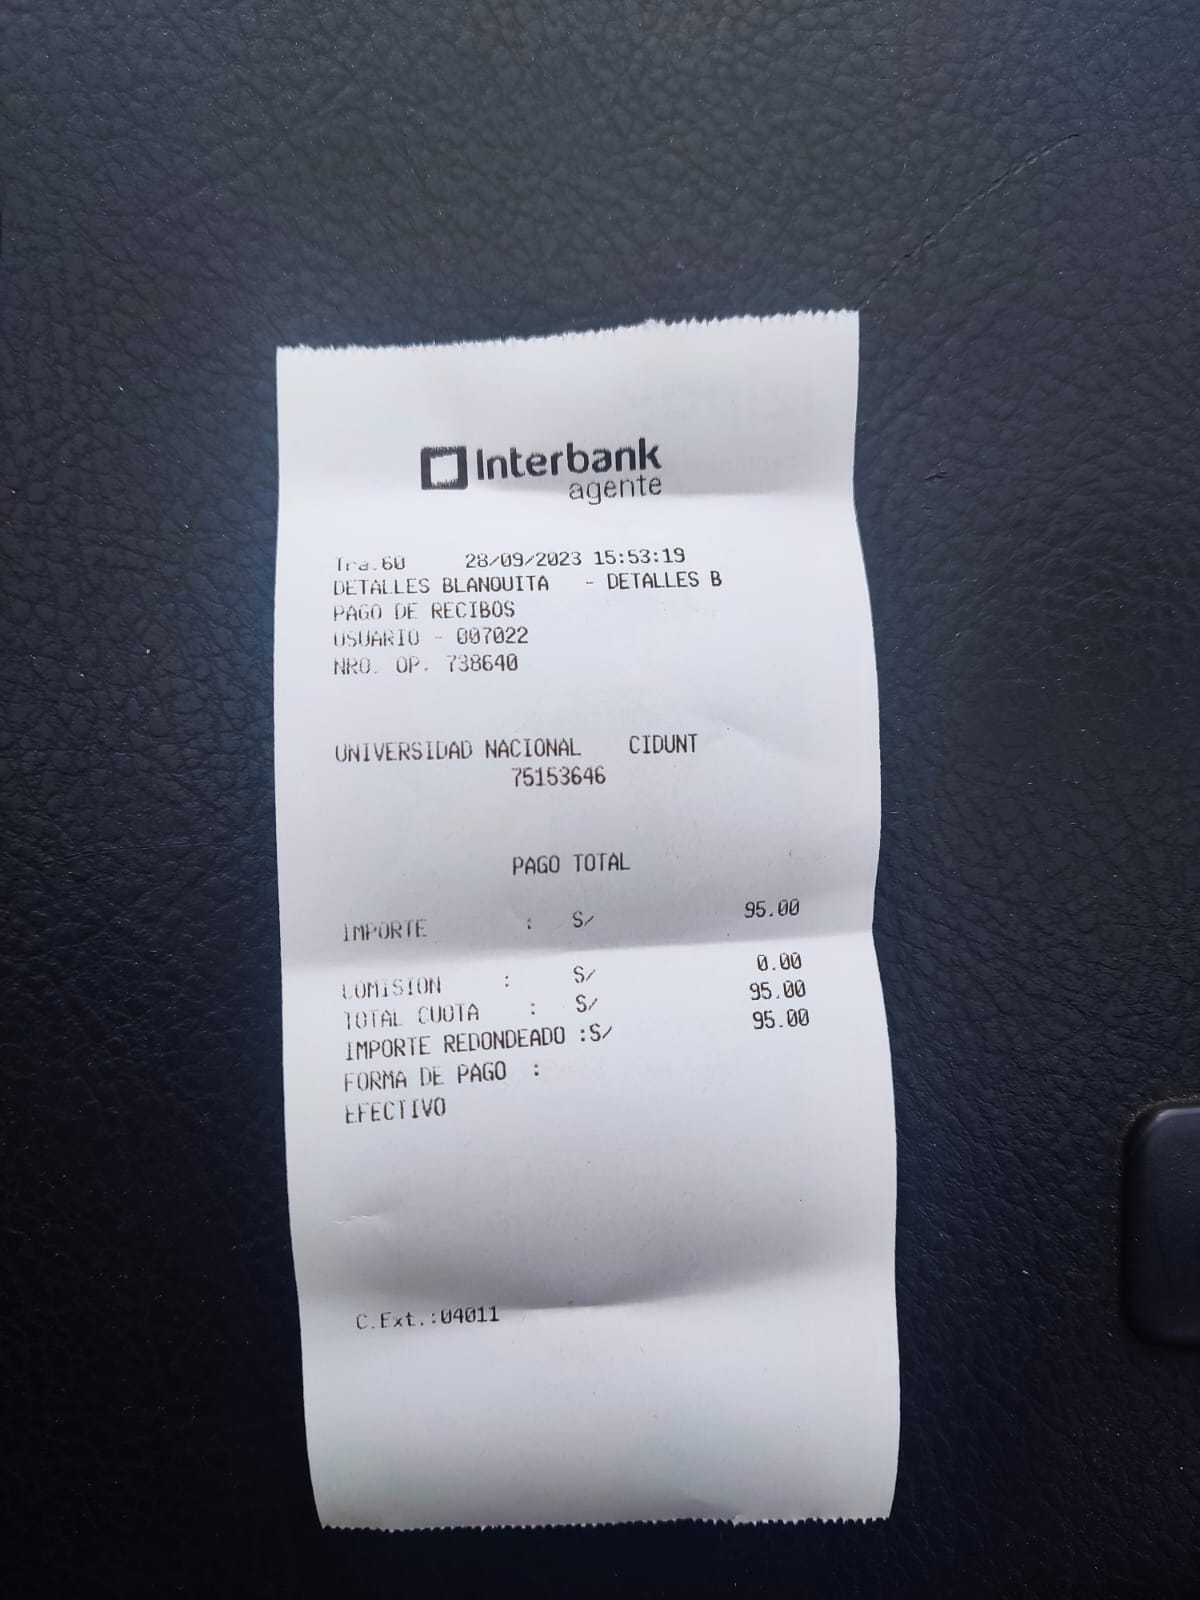 Interbank
agente
Tra.60 28/09/2023 15:53:19
DETALLES BLANQUITA - DETALLES B
PAGO DE RECIBOS
USUARIO - 007022
NRO. OP. 738640
UNIVERSIDAD NACIONAL CIDUNT
75153646
PAGO TOTAL
IMPORTE : S/ 95.00
COMISION : S/ 0.00
TOTAL CUOTA : S/ 95.00
IMPORTE REDONDEADO :S/ 95.00
FORMA DE PAGO :
EFECTIVO
C.Ext.:04011